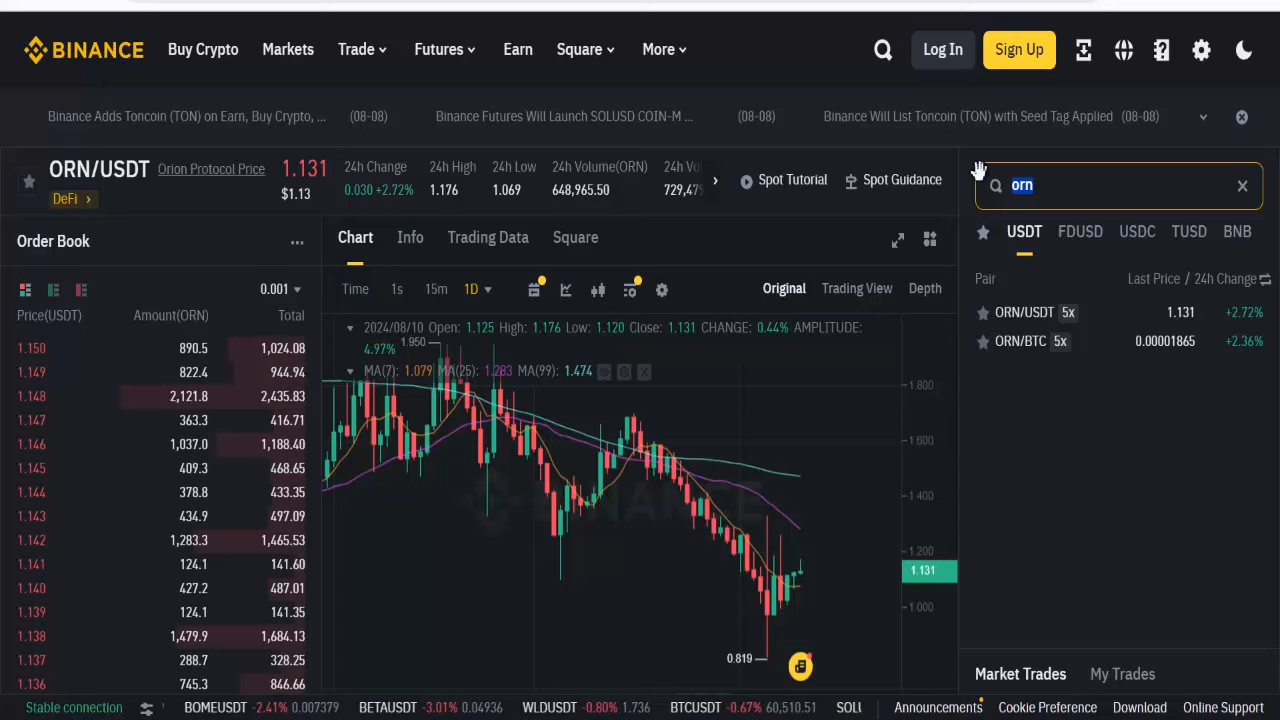 BINANCE
Buy Crypto
Markets
Trade
Futures
Earn
Square
More
Log In
Sign Up
Binance Adds Toncoin (TON) on Earn, Buy Crypto, ... (08-08)
Binance Futures Will Launch SOLUSD COIN-M ... (08-08)
Binance Will List Toncoin (TON) with Seed Tag Applied (08-08)
ORN/USDT
Orion Protocol Price
DeFi
1.131
$1.13
24h Change
0.030 +2.72%
24h High
1.176
24h Low
1.069
24h Volume(ORN)
648,965.50
24h Vo
729,47
Spot Tutorial
Spot Guidance
orn
Order Book
...
0.001
Price(USDT) Amount(ORN) Total
1.150 890.5 1,024.08
1.149 822.4 944.94
1.148 2,121.8 2,435.83
1.147 363.3 416.71
1.146 1,037.0 1,188.40
1.145 409.3 468.65
1.144 378.8 433.35
1.143 434.9 497.09
1.142 1,283.3 1,465.53
1.141 124.1 141.60
1.140 427.2 487.01
1.139 124.1 141.35
1.138 1,479.9 1,684.13
1.137 288.7 328.25
1.136 745.3 846.66
Chart Info Trading Data Square
Time 1s 15m 1D
Original Trading View Depth
2024/08/10 Open: 1.125 High: 1.176 Low: 1.120 Close: 1.131 CHANGE: 0.44% AMPLITUDE:
4.97%
1.950
MA(7): 1.079 MA(25): 1.283 MA(99): 1.474
1.800
1.600
1.400
1.200
1.131
1.000
0.819
BINANCE
USDT FDUSD USDC TUSD BNB
Pair Last Price / 24h Change
ORN/USDT 5x 1.131 +2.72%
ORN/BTC 5x 0.00001865 +2.36%
Market Trades My Trades
Stable connection
BOMEUSDT -2.41% 0.007379
BETAUSDT -3.01% 0.04936
WLDUSDT -0.80% 1.736
BTCUSDT -0.67% 60,510.51
Announcements
Cookie Preference
Download
Online Support